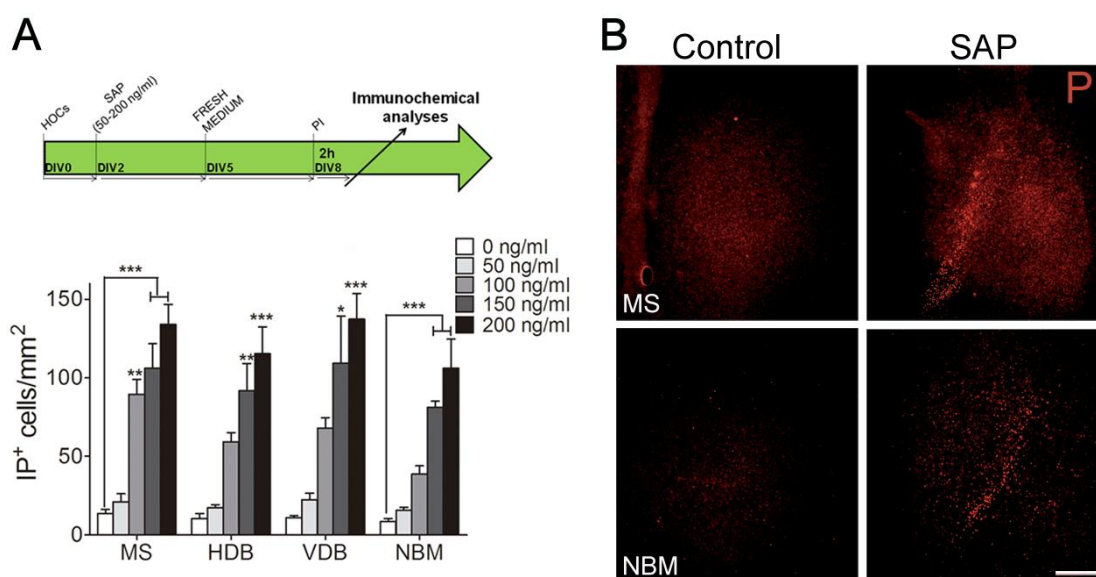 A
HOCs
SAP
(50-200 ng/ml)
FRESH
MEDIUM
PI
Immunochemical
analyses
2h
DIV0
DIV2
DIV5
DIV8
IP+ cells/mm2
150
100
50
0
***
**
**
***
*
***
***
0 ng/ml
50 ng/ml
100 ng/ml
150 ng/ml
200 ng/ml
MS
HDB
VDB
NBM
B
Control
SAP
P
MS
NBM